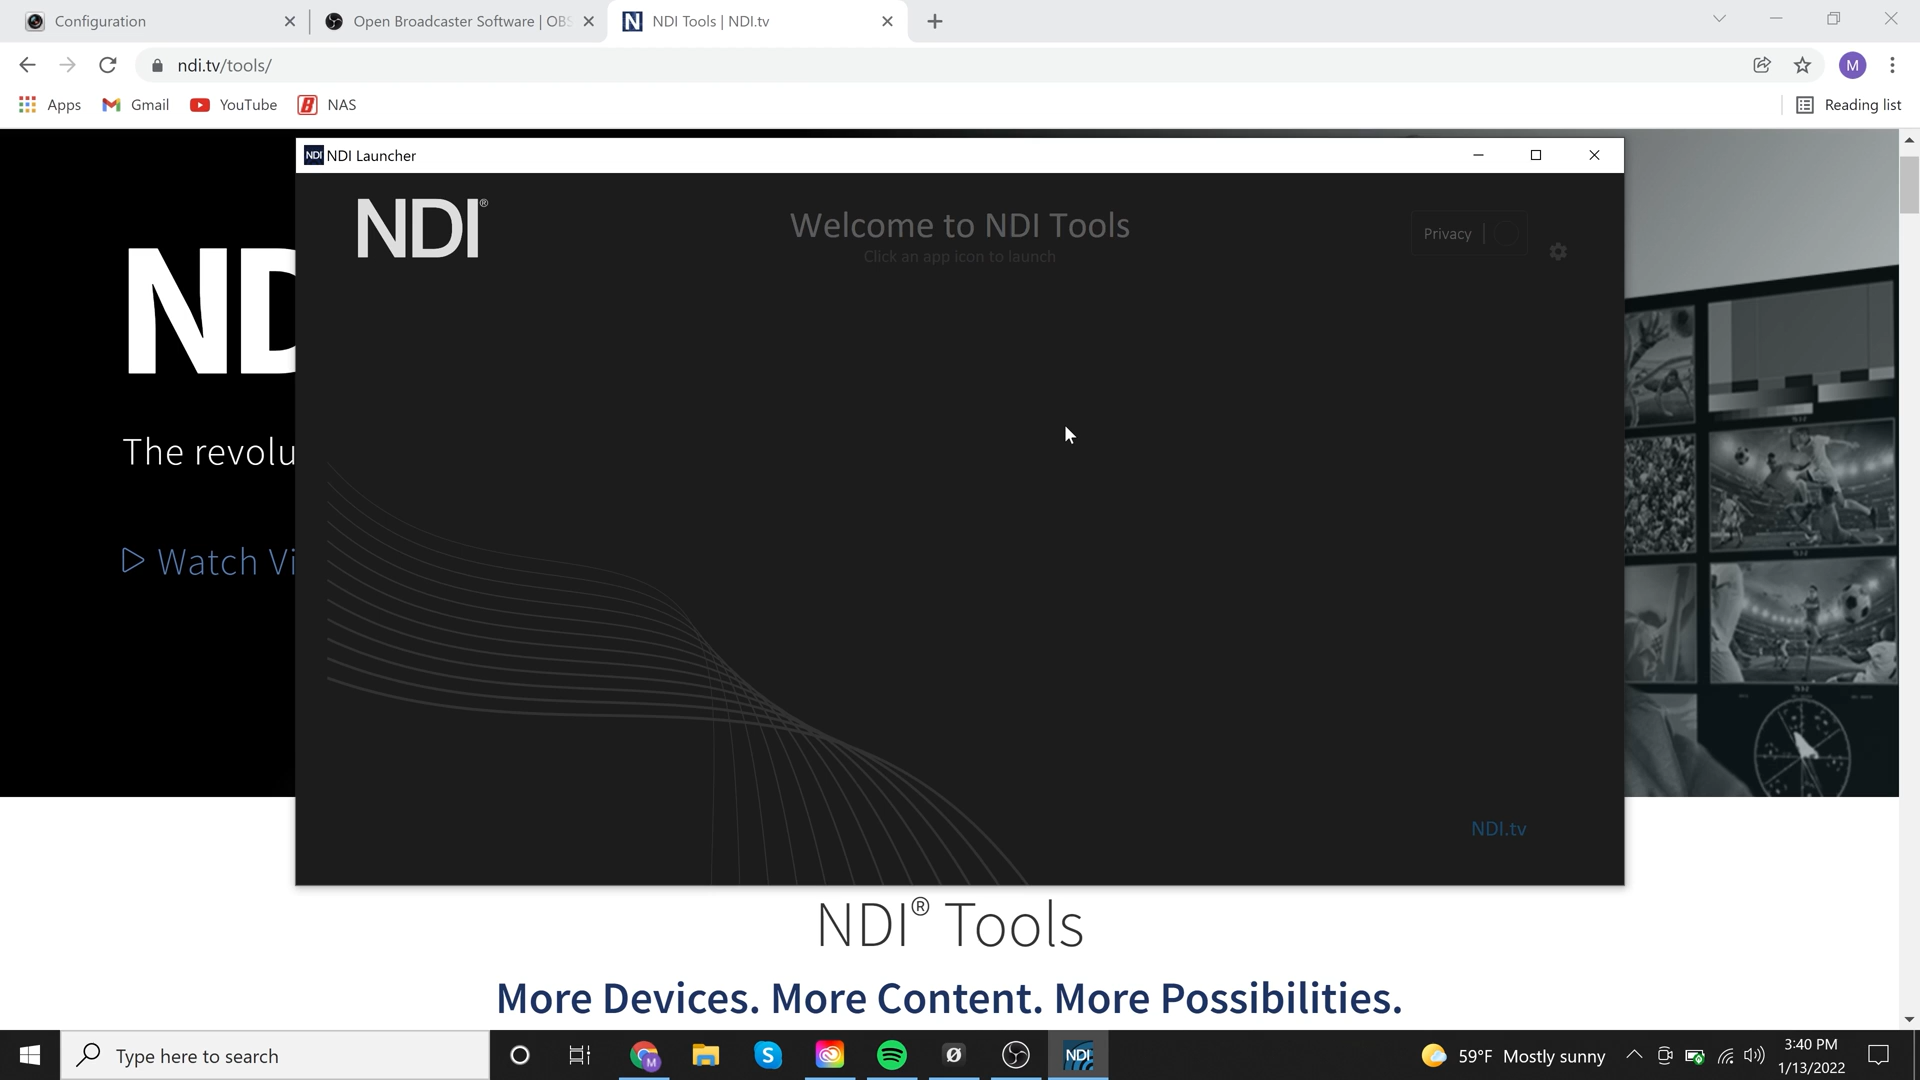 Configuration
Open Broadcaster Software | OBS
NDI Tools | NDI.tv
ndi.tv/tools/
M
Apps
Gmail
YouTube
NAS
Reading list
NDI NDI Launcher
NDI®
Welcome to NDI Tools
Click an app icon to launch
Privacy
ND
The revolu
Watch Vi
NDI.tv
NDI® Tools
More Devices. More Content. More Possibilities.
Type here to search
M
NDI
59°F Mostly sunny
3:40 PM
1/13/2022